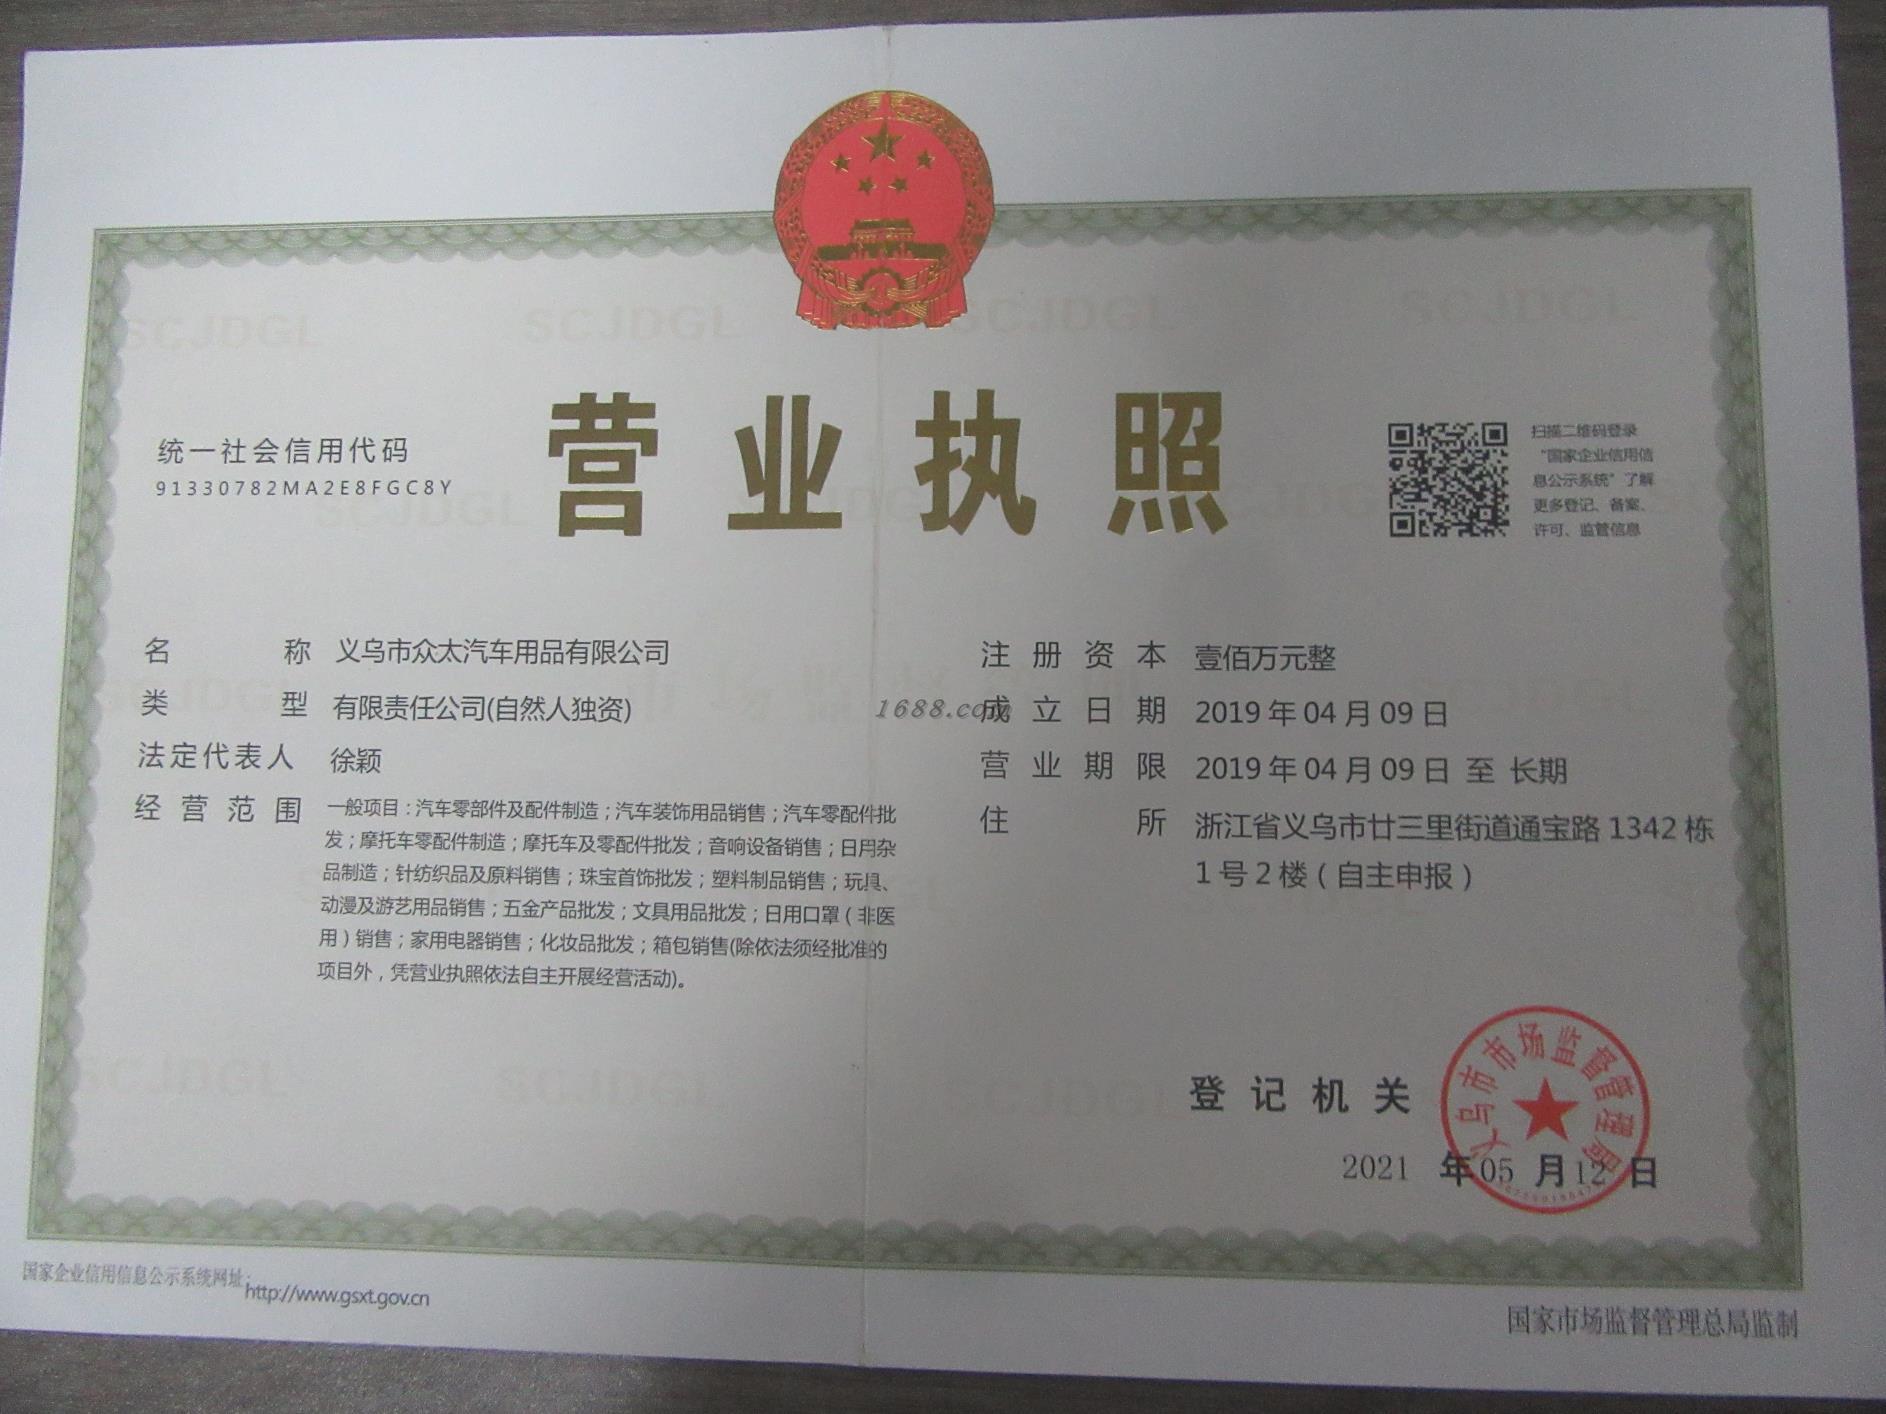 营业执照
统一社会信用代码
91330782MA2E8FGC8Y
扫描二维码登录
“国家企业信用信
息公示系统”了解
更多登记、备案、
许可、监管信息
名称 义乌市众太汽车用品有限公司
类型 有限责任公司(自然人独资)
法定代表人 徐颖
经营范围 一般项目：汽车零部件及配件制造；汽车装饰用品销售；汽车零配件批
发；摩托车零配件制造；摩托车及零配件批发；音响设备销售；日用杂
品制造；针纺织品及原料销售；珠宝首饰批发；塑料制品销售；玩具、
动漫及游艺用品销售；五金产品批发；文具用品批发；日用口罩（非医
用）销售；家用电器销售；化妆品批发；箱包销售(除依法须经批准的
项目外，凭营业执照依法自主开展经营活动)。
注册资本 壹佰万元整
成立日期 2019年04月09日
营业期限 2019年04月09日 至 长期
住所 浙江省义乌市廿三里街道通宝路1342栋
1号2楼（自主申报）
1688.com
登记机关
义乌市市场监督管理局
2021 年 05 月 12 日
国家企业信用信息公示系统网址：
http://www.gsxt.gov.cn
国家市场监督管理总局监制
SCJDGL